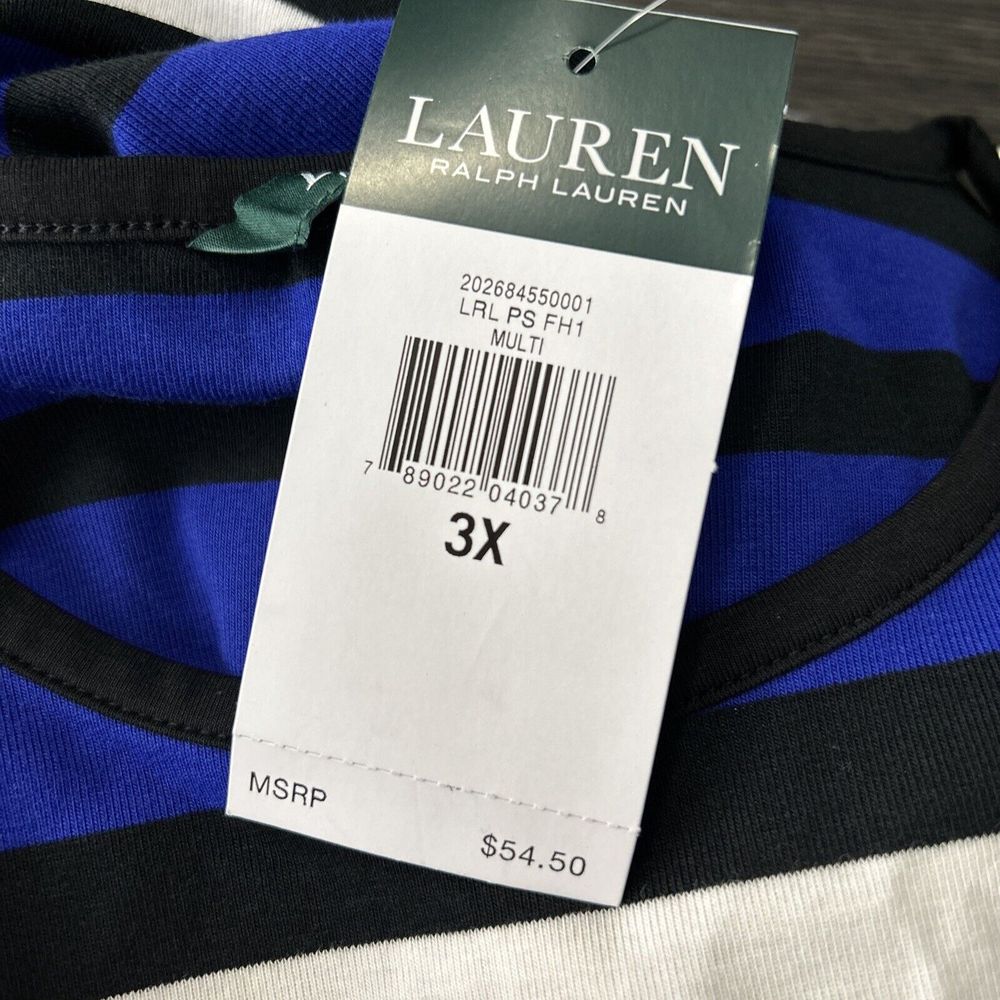 LAUREN
RALPH LAUREN
202684550001
LRL PS FH1
MULTI
7 89022 04037 8
3X
MSRP
$54.50